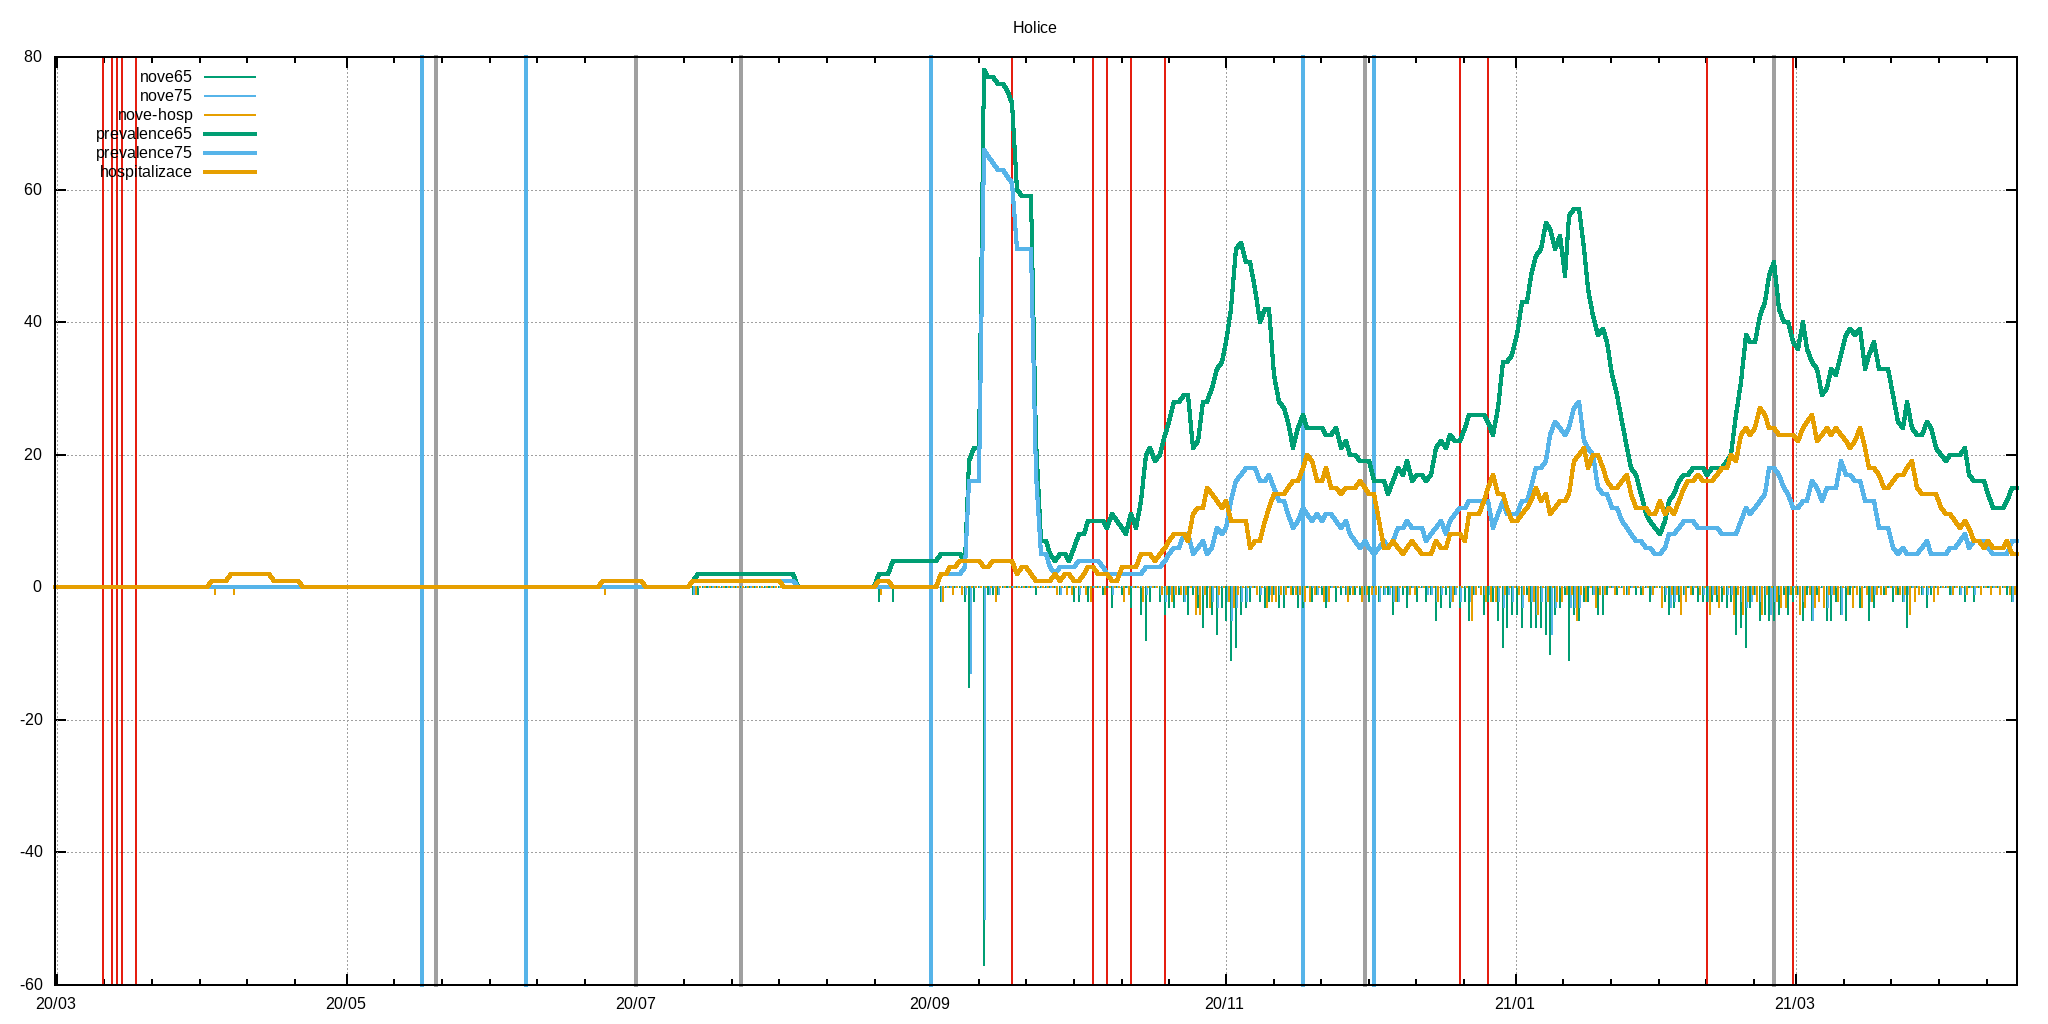 Holice
80
nove65
nove75
nove-hosp
prevalence65
prevalence75
hospitalizace
60
40
20
0
-20
-40
-60
20/03 20/05 20/07 20/09 20/11 21/01 21/03